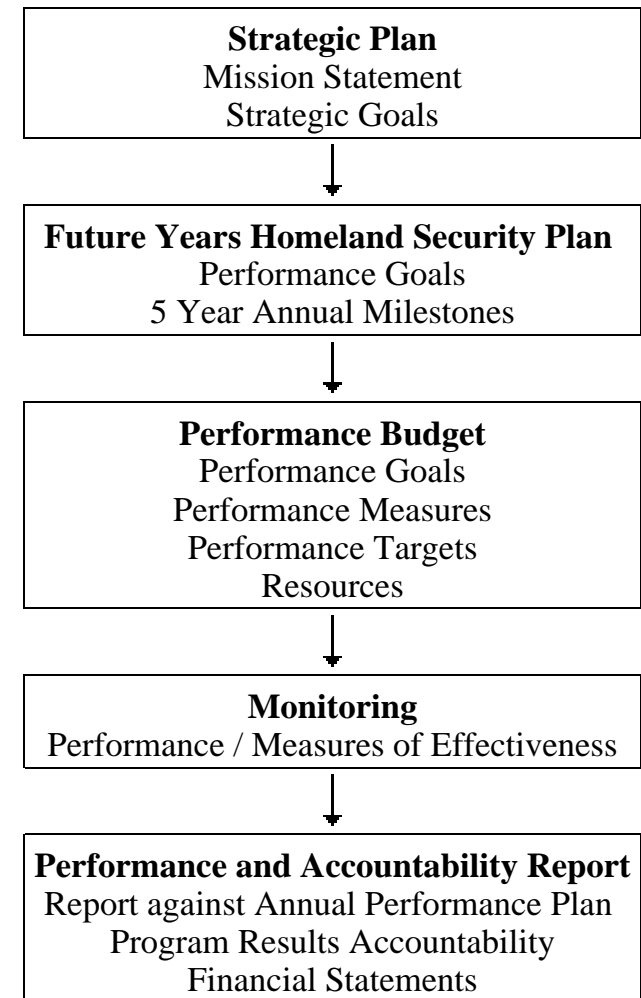 Strategic Plan
Mission Statement
Strategic Goals
Future Years Homeland Security Plan
Performance Goals
5 Year Annual Milestones
Performance Budget
Performance Goals
Performance Measures
Performance Targets
Resources
Monitoring
Performance / Measures of Effectiveness
Performance and Accountability Report
Report against Annual Performance Plan
Program Results Accountability
Financial Statements